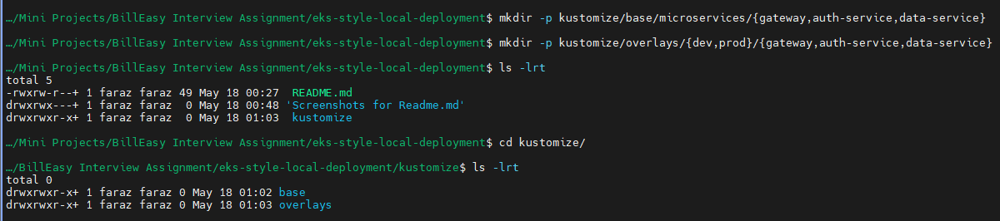 …/Mini Projects/BillEasy Interview Assignment/eks-style-local-deployment$ mkdir -p kustomize/base/microservices/{gateway,auth-service,data-service}
…/Mini Projects/BillEasy Interview Assignment/eks-style-local-deployment$ mkdir -p kustomize/overlays/{dev,prod}/{gateway,auth-service,data-service}
…/Mini Projects/BillEasy Interview Assignment/eks-style-local-deployment$ ls -lrt
total 5
-rwxrw-r--+ 1 faraz faraz 49 May 18 00:27  README.md
drwxrwx---+ 1 faraz faraz  0 May 18 00:48 'Screenshots for Readme.md'
drwxrwxr-x+ 1 faraz faraz  0 May 18 01:03  kustomize
…/Mini Projects/BillEasy Interview Assignment/eks-style-local-deployment$ cd kustomize/
…/BillEasy Interview Assignment/eks-style-local-deployment/kustomize$ ls -lrt
total 0
drwxrwxr-x+ 1 faraz faraz 0 May 18 01:02 base
drwxrwxr-x+ 1 faraz faraz 0 May 18 01:03 overlays